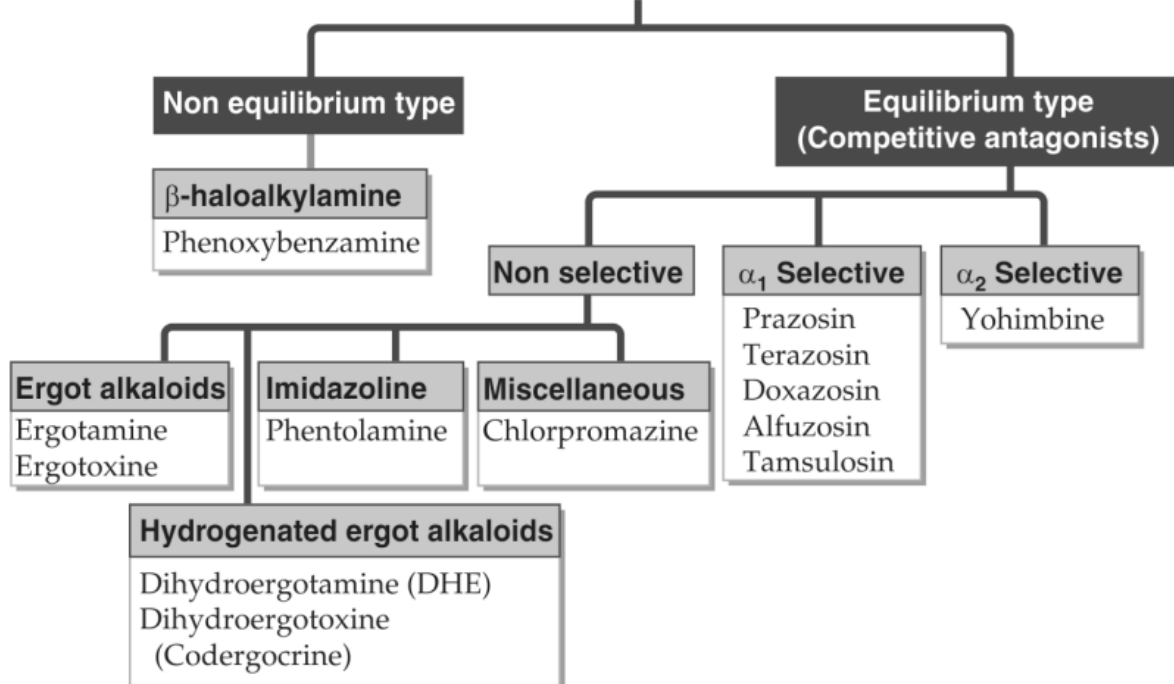 Non equilibrium type
Equilibrium type
(Competitive antagonists)
β-haloalkylamine
Phenoxybenzamine
Non selective
α₁ Selective
Prazosin
Terazosin
Doxazosin
Alfuzosin
Tamsulosin
α₂ Selective
Yohimbine
Ergot alkaloids
Ergotamine
Ergotoxine
Imidazoline
Phentolamine
Miscellaneous
Chlorpromazine
Hydrogenated ergot alkaloids
Dihydroergotamine (DHE)
Dihydroergotoxine
(Codergocrine)